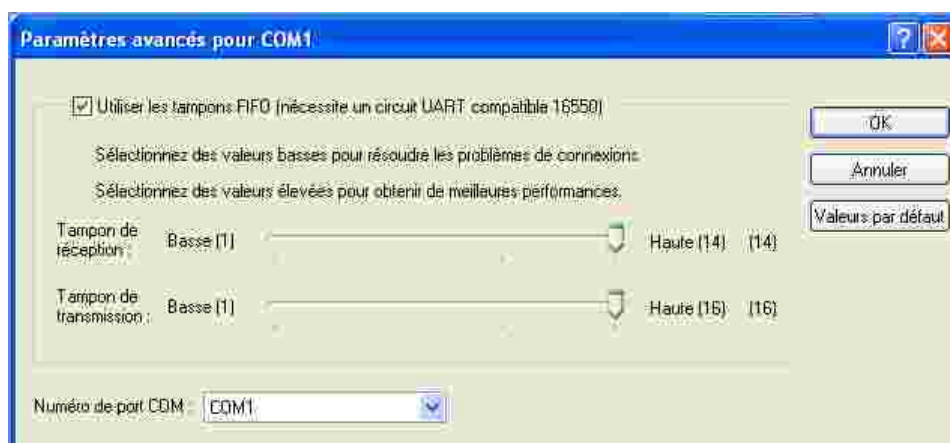 Paramètres avancés pour COM1
Utiliser les tampons FIFO (nécessite un circuit UART compatible 16550)
OK
Sélectionnez des valeurs basses pour résoudre les problèmes de connexions.
Annuler
Sélectionnez des valeurs élevées pour obtenir de meilleures performances.
Valeurs par défaut
Tampon de réception : Basse (1) Haute (14) (14)
Tampon de transmission : Basse (1) Haute (16) (16)
Numéro de port COM : COM1